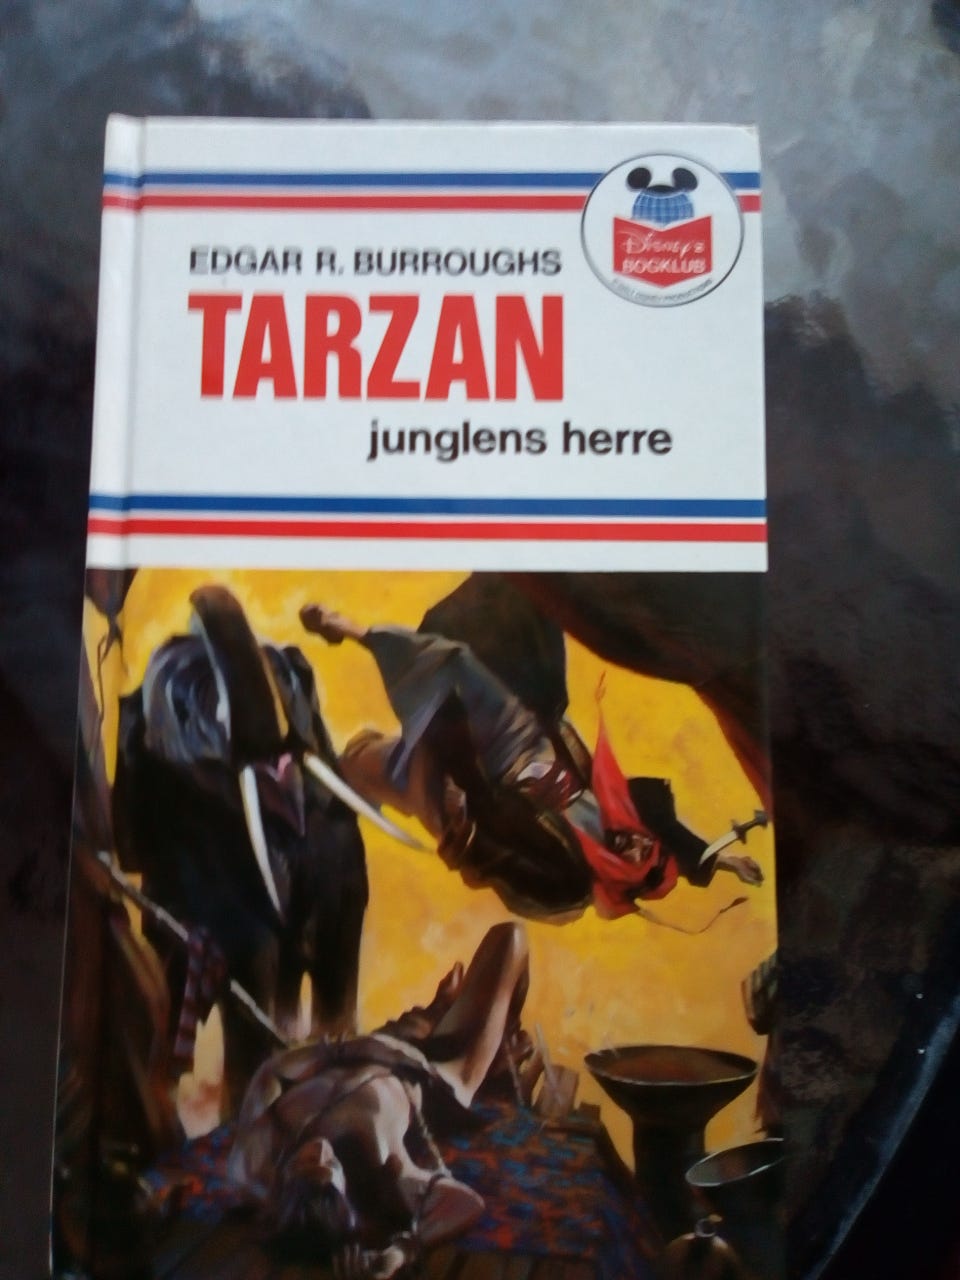 EDGAR R. BURROUGHS
TARZAN
junglens herre
Disney's
BOGKLUB